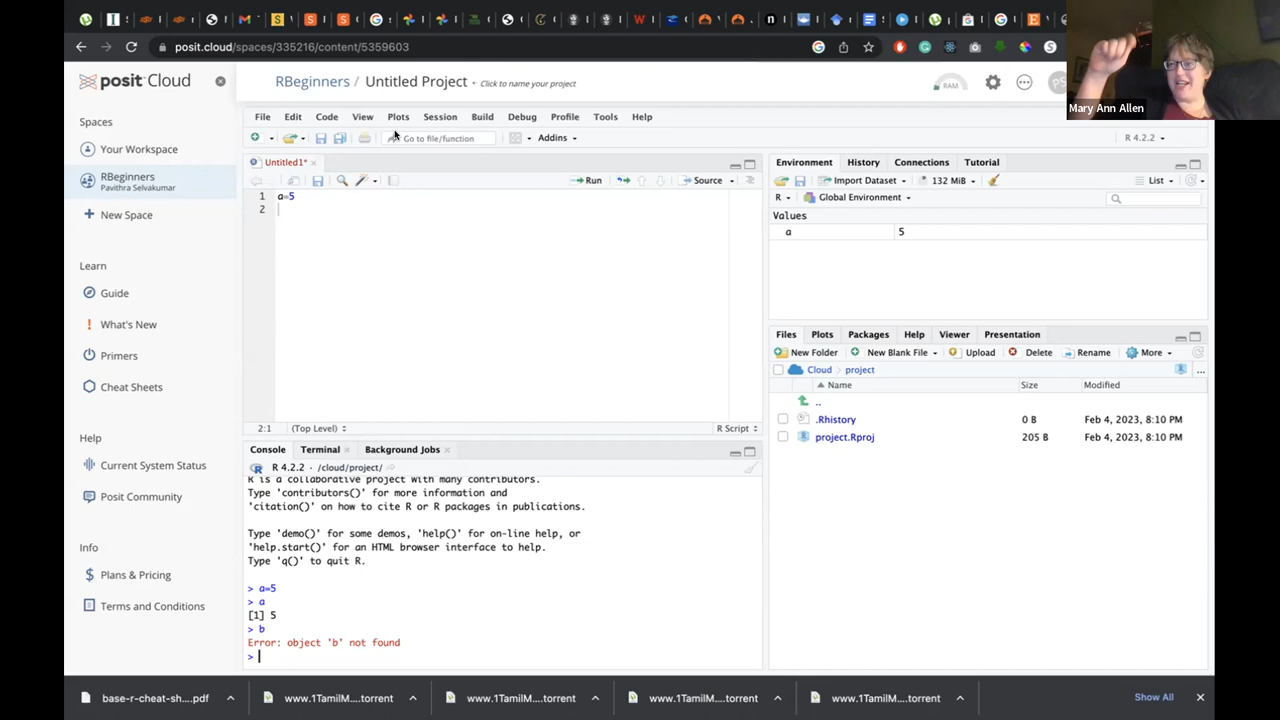 posit.cloud/spaces/335216/content/5359603
Mary Ann Allen
posit Cloud
RBeginners / Untitled Project
Click to name your project
RAM
Spaces
Your Workspace
RBeginners
Pavithra Selvakumar
New Space
Learn
Guide
What's New
Primers
Cheat Sheets
Help
Current System Status
Posit Community
Info
Plans & Pricing
Terms and Conditions
File Edit Code View Plots Session Build Debug Profile Tools Help
Go to file/function
Addins
R 4.2.2
Untitled1*
Run
Source
1 a=5
2
2:1 (Top Level) R Script
Console Terminal Background Jobs
R 4.2.2 · /cloud/project/
R is a collaborative project with many contributors.
Type 'contributors()' for more information and
'citation()' on how to cite R or R packages in publications.
Type 'demo()' for some demos, 'help()' for on-line help, or
'help.start()' for an HTML browser interface to help.
Type 'q()' to quit R.
> a=5
> a
[1] 5
> b
Error: object 'b' not found
>
Environment History Connections Tutorial
Import Dataset 132 MiB List
R Global Environment
Values
a 5
Files Plots Packages Help Viewer Presentation
New Folder New Blank File Upload Delete Rename More
Cloud project ...
Name Size Modified
..
.Rhistory 0 B Feb 4, 2023, 8:10 PM
project.Rproj 205 B Feb 4, 2023, 8:10 PM
base-r-cheat-sh....pdf
www.1TamilM....torrent
www.1TamilM....torrent
www.1TamilM....torrent
www.1TamilM....torrent
Show All